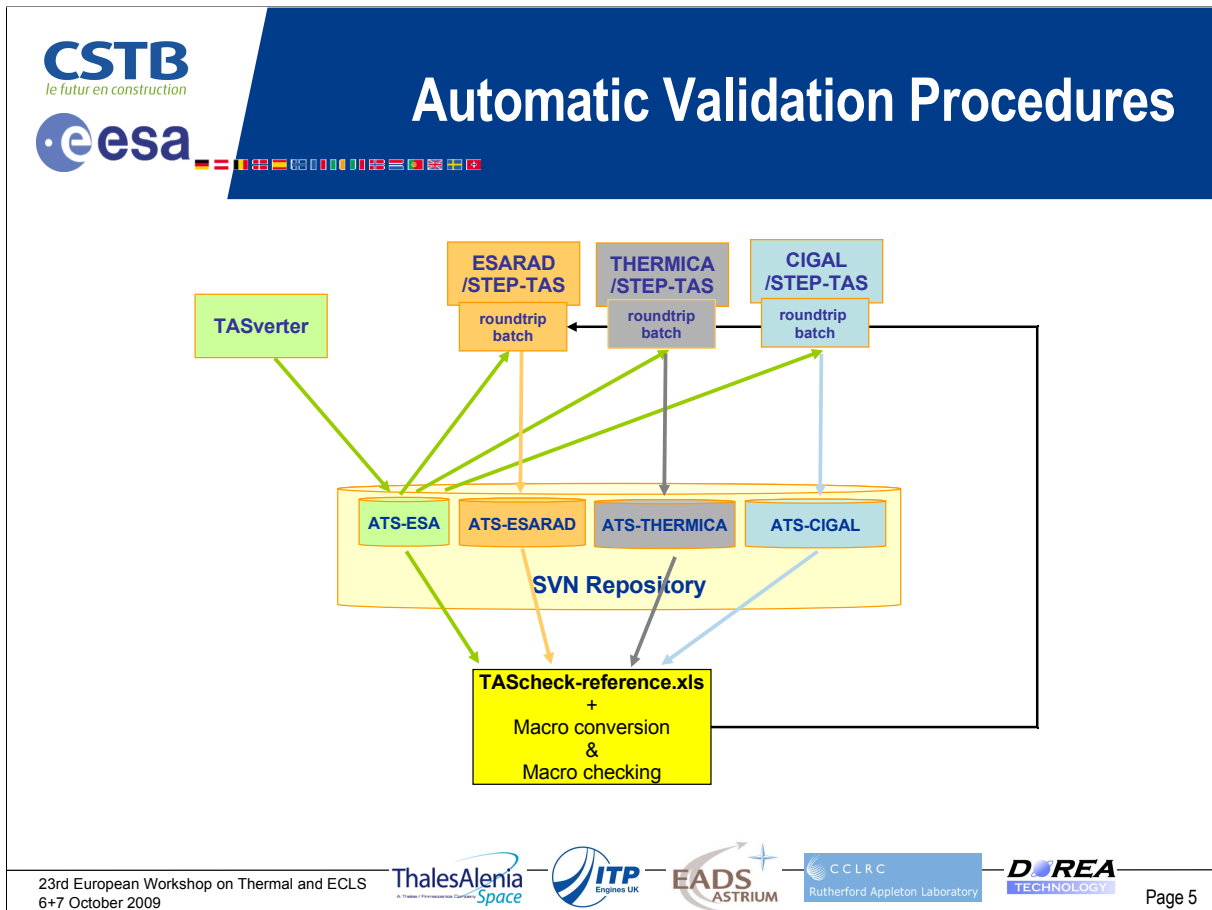 CSTB
le futur en construction
esa
Automatic Validation Procedures
ESARAD
/STEP-TAS
THERMICA
/STEP-TAS
CIGAL
/STEP-TAS
TASverter
roundtrip
batch
roundtrip
batch
roundtrip
batch
ATS-ESA
ATS-ESARAD
ATS-THERMICA
ATS-CIGAL
SVN Repository
TAScheck-reference.xls
+
Macro conversion
&
Macro checking
23rd European Workshop on Thermal and ECLS
6+7 October 2009
ThalesAlenia
A Thales / Finmeccanica Company Space
ITP
Engines UK
EADS
ASTRIUM
CCLRC
Rutherford Appleton Laboratory
DOREA
TECHNOLOGY
Page 5